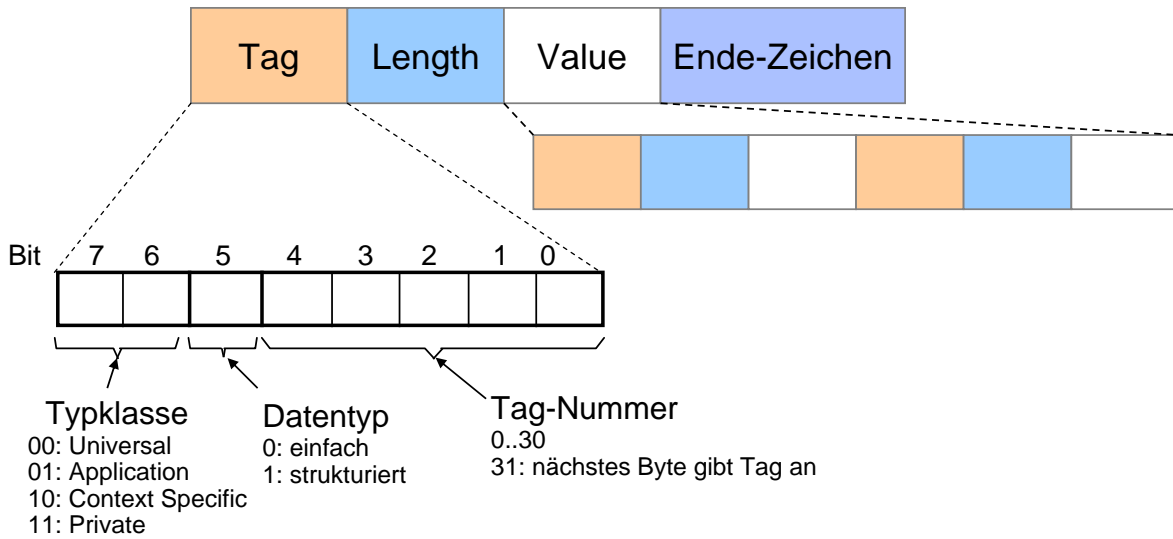 Tag Length Value Ende-Zeichen
Bit 7 6 5 4 3 2 1 0
Typklasse
00: Universal
01: Application
10: Context Specific
11: Private
Datentyp
0: einfach
1: strukturiert
Tag-Nummer
0..30
31: nächstes Byte gibt Tag an